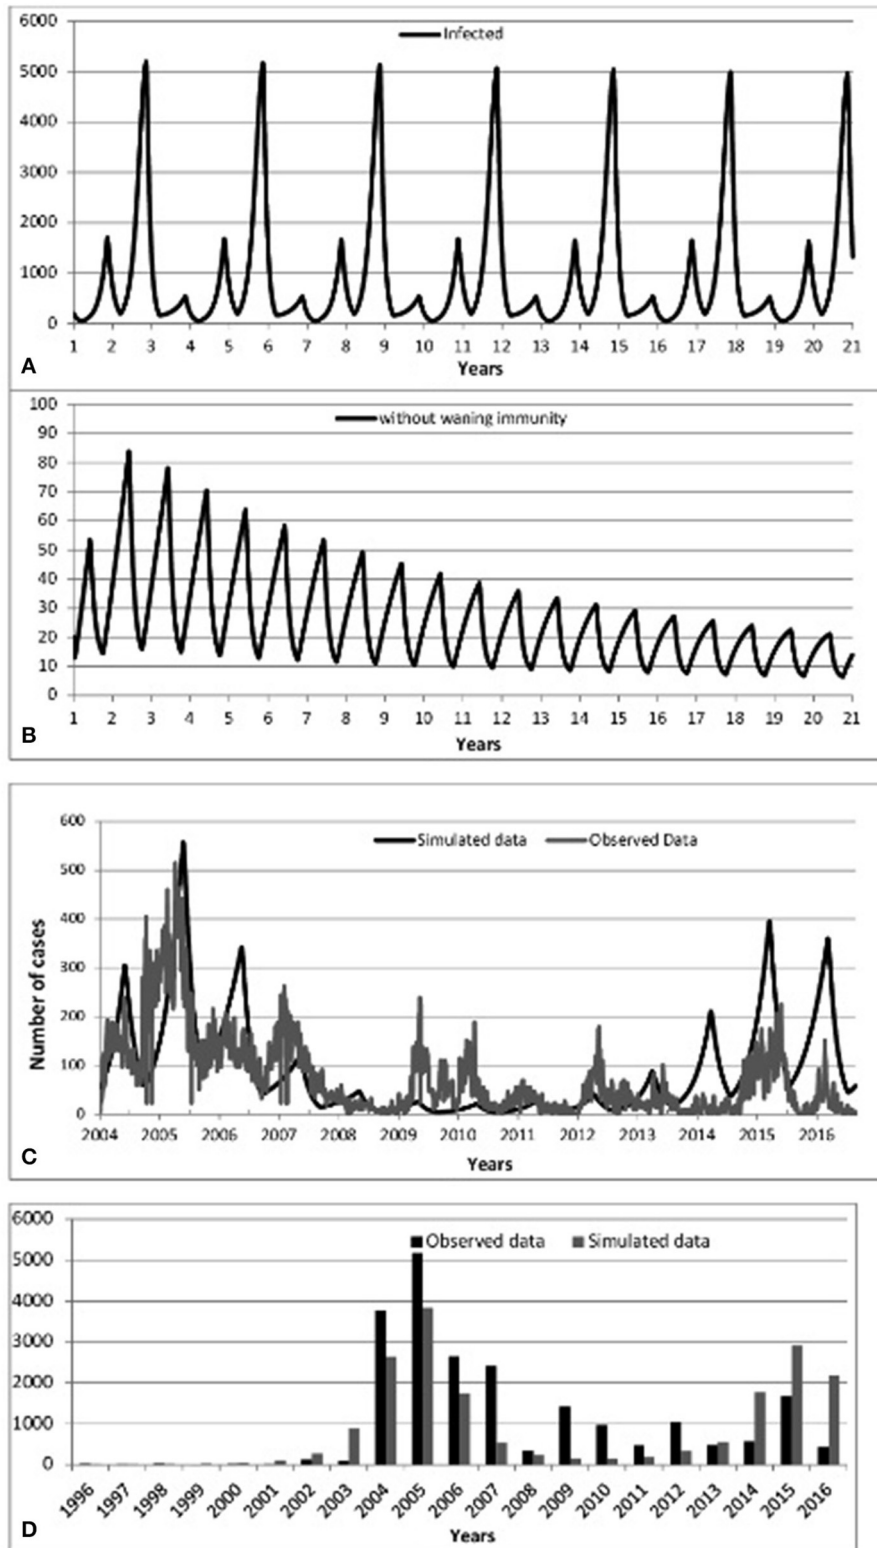 6000
Infected
5000
4000
3000
2000
1000
0
1 2 3 4 5 6 7 8 9 10 11 12 13 14 15 16 17 18 19 20 21
Years
A
100
without waning immunity
90
80
70
60
50
40
30
20
10
0
1 2 3 4 5 6 7 8 9 10 11 12 13 14 15 16 17 18 19 20 21
Years
B
600
Simulated data Observed Data
500
400
300
200
100
0
Number of cases
2004 2005 2006 2007 2008 2009 2010 2011 2012 2013 2014 2015 2016
Years
C
6000
Observed data Simulated data
5000
4000
3000
2000
1000
0
1996 1997 1998 1999 2000 2001 2002 2003 2004 2005 2006 2007 2008 2009 2010 2011 2012 2013 2014 2015 2016
Years
D